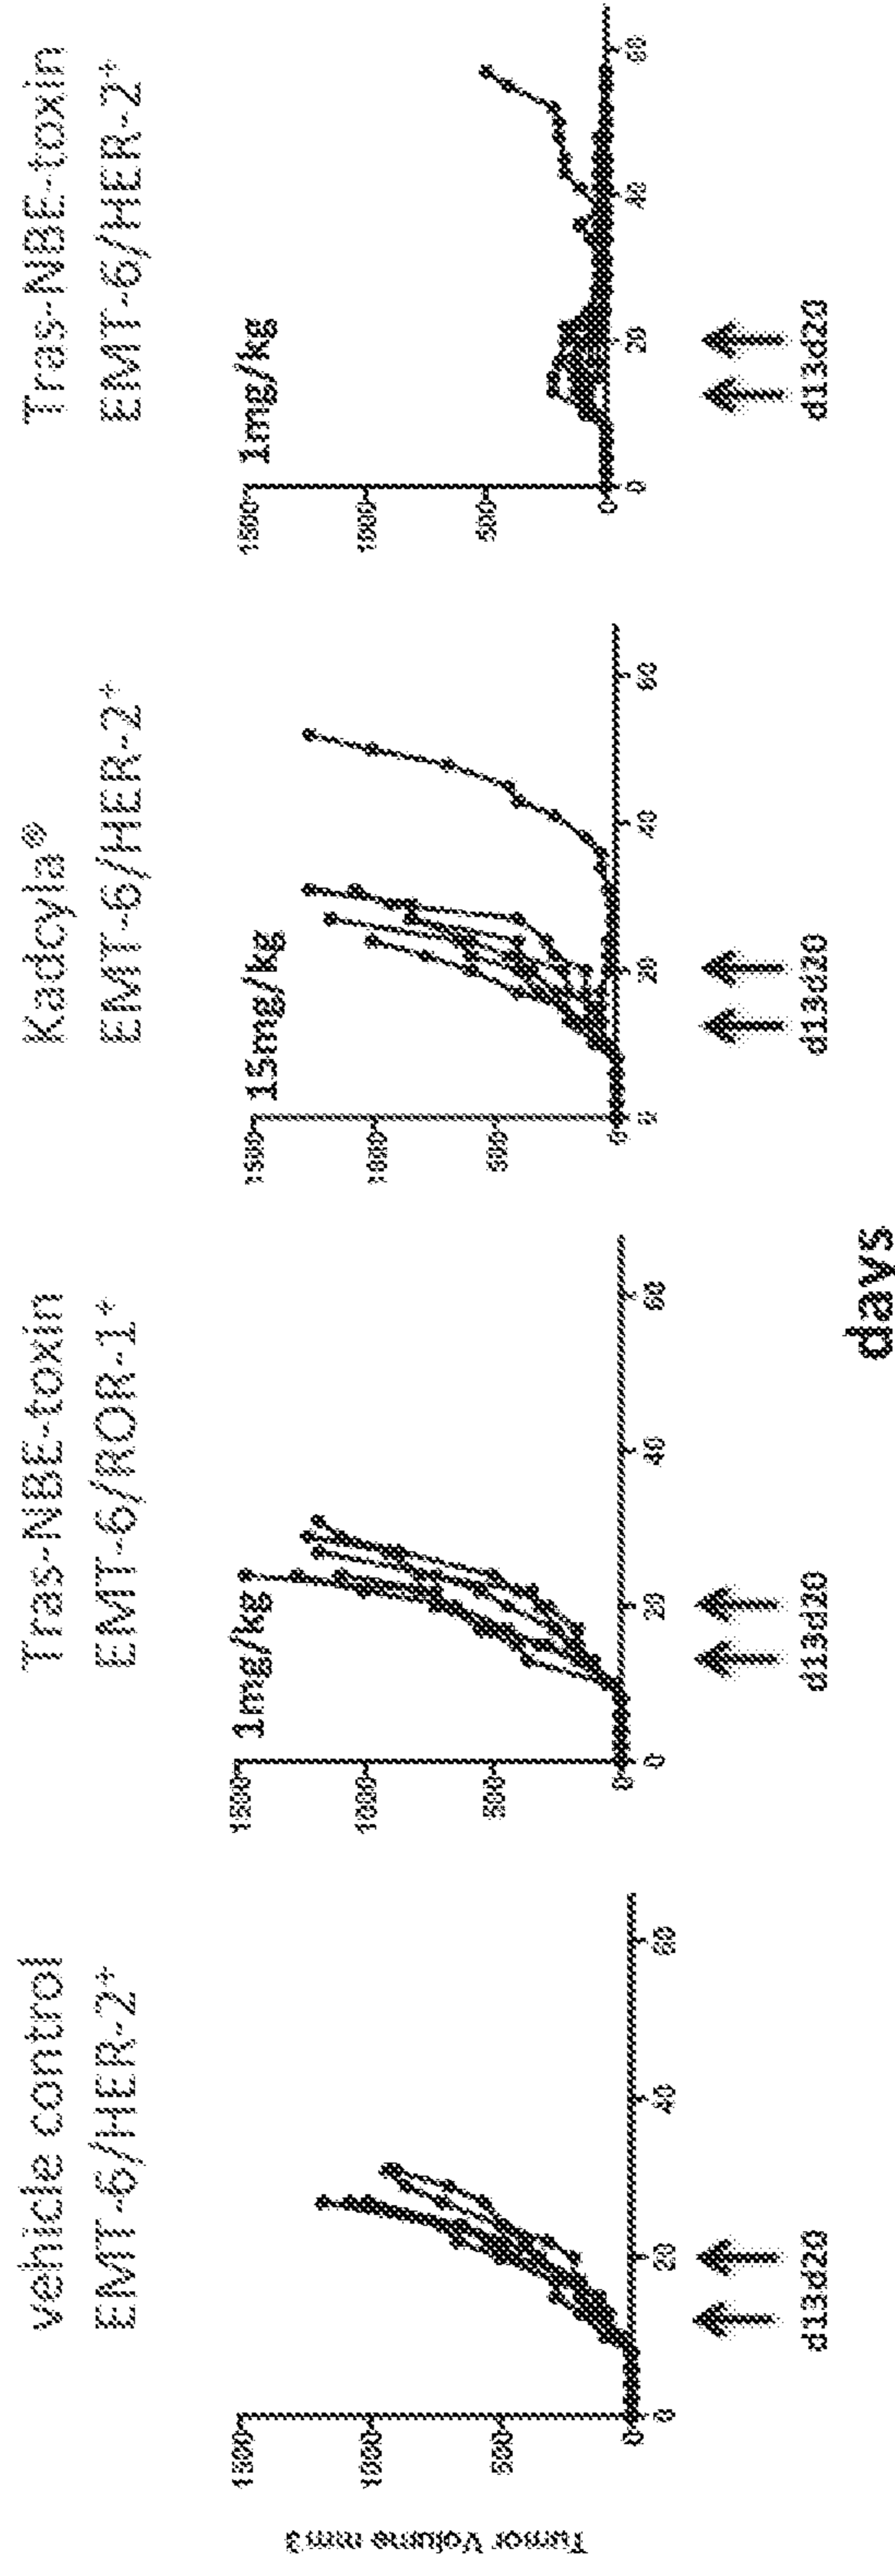 vehicle control
EMT-6/HER-2+
Tumor Volume mm3
1500
1000
500
0
0
20
40
60
d13d20
Tras-NBE-toxin
EMT-6/ROR-1+
1mg/kg
1500
1000
500
0
0
20
40
60
d13d20
Kadcyla®
EMT-6/HER-2+
15mg/kg
1500
1000
500
0
0
20
40
60
d13d20
Tras-NBE-toxin
EMT-6/HER-2+
1mg/kg
1500
1000
500
0
0
20
40
60
d13d20
days